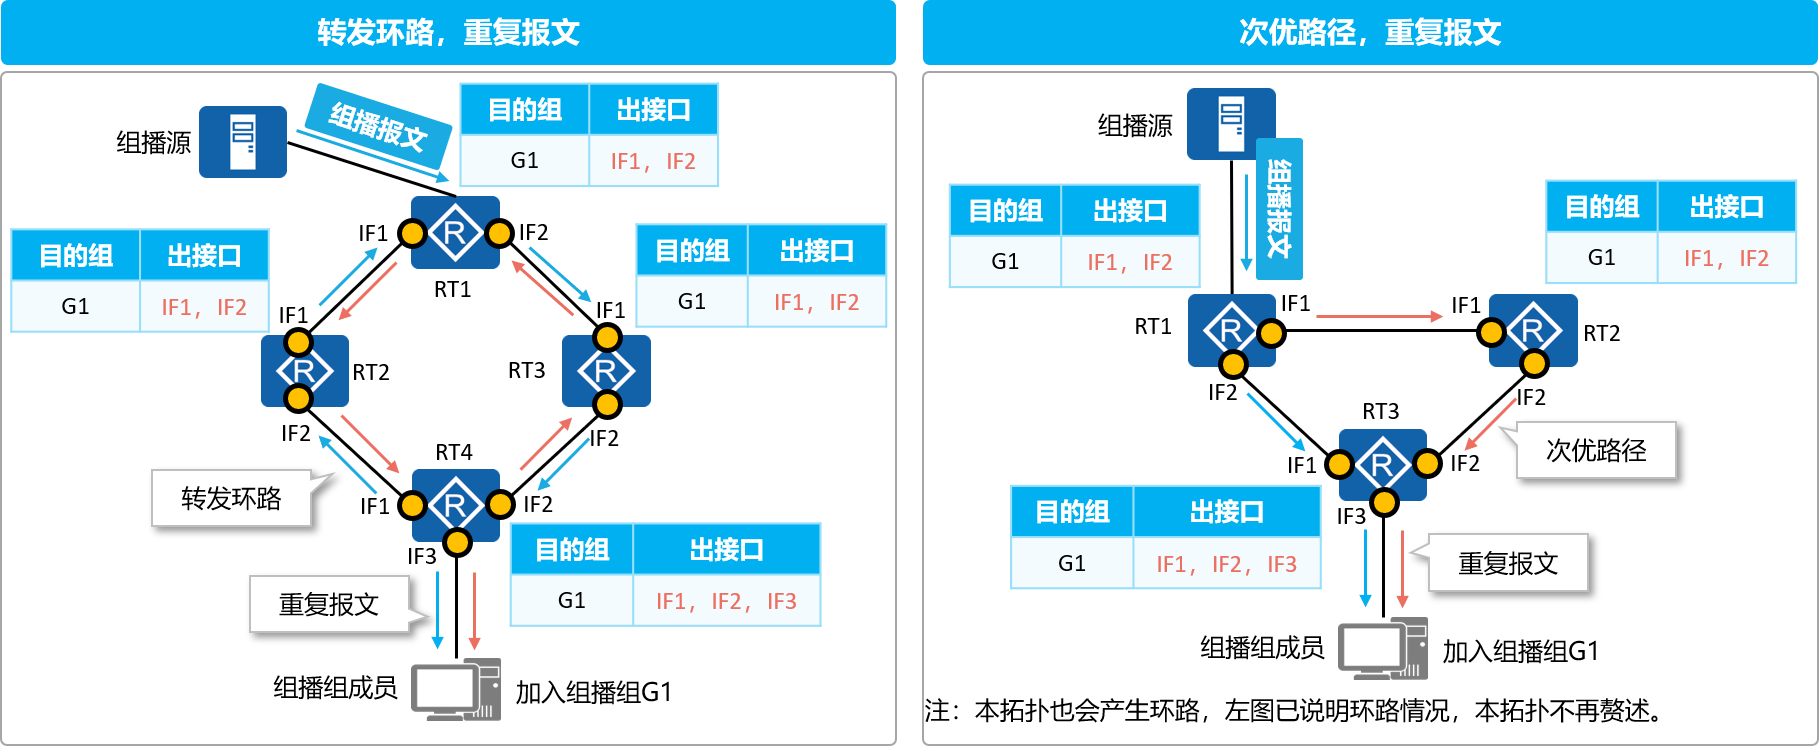 转发环路，重复报文
组播源
组播报文
目的组 出接口
G1 IF1，IF2
目的组 出接口
G1 IF1，IF2
IF1
IF2
RT1
目的组 出接口
G1 IF1，IF2
IF1
IF1
R
R
R
RT2
RT3
IF2
IF2
RT4
R
转发环路
IF1
IF2
IF3
目的组 出接口
G1 IF1，IF2，IF3
重复报文
组播组成员
加入组播组G1
次优路径，重复报文
组播源
组播报文
目的组 出接口
G1 IF1，IF2
目的组 出接口
G1 IF1，IF2
RT1
R
IF1
IF1
R
RT2
IF2
IF2
RT3
R
次优路径
IF1
IF2
IF3
目的组 出接口
G1 IF1，IF2，IF3
重复报文
组播组成员
加入组播组G1
注：本拓扑也会产生环路，左图已说明环路情况，本拓扑不再赘述。